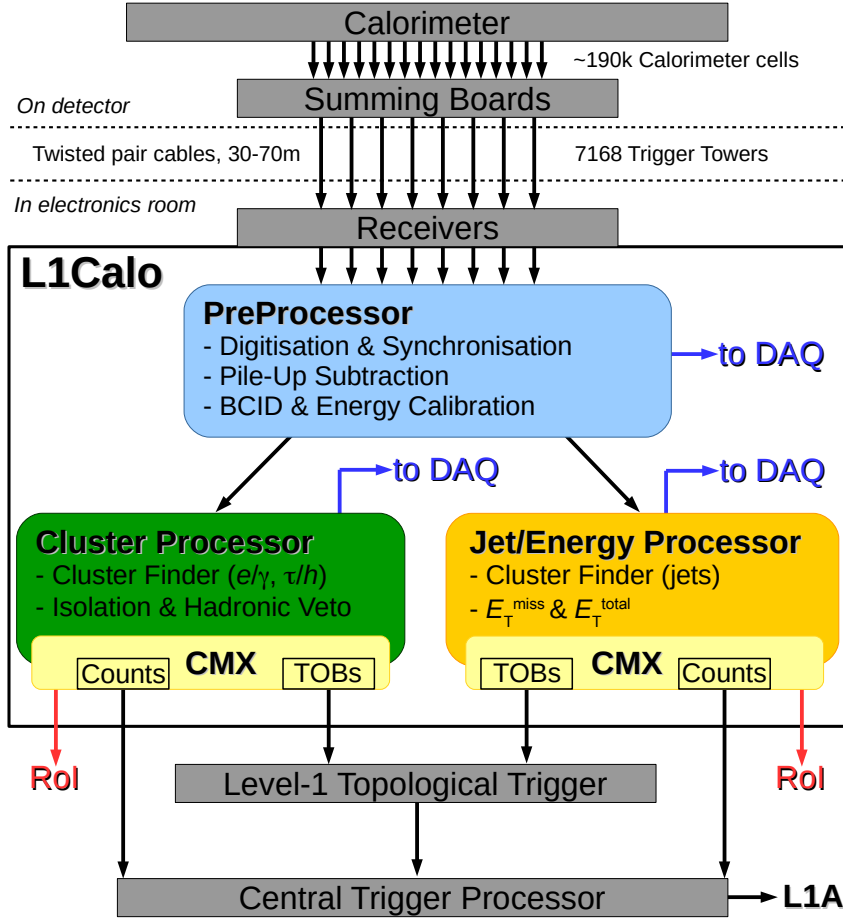 Calorimeter
~190k Calorimeter cells
Summing Boards
On detector
Twisted pair cables, 30-70m
7168 Trigger Towers
In electronics room
Receivers
L1Calo
PreProcessor
- Digitisation & Synchronisation
- Pile-Up Subtraction
- BCID & Energy Calibration
to DAQ
to DAQ
to DAQ
Cluster Processor
- Cluster Finder (e/γ, τ/h)
- Isolation & Hadronic Veto
CMX
Counts
TOBs
Jet/Energy Processor
- Cluster Finder (jets)
- E_T^miss & E_T^total
CMX
TOBs
Counts
RoI
RoI
Level-1 Topological Trigger
Central Trigger Processor
L1A